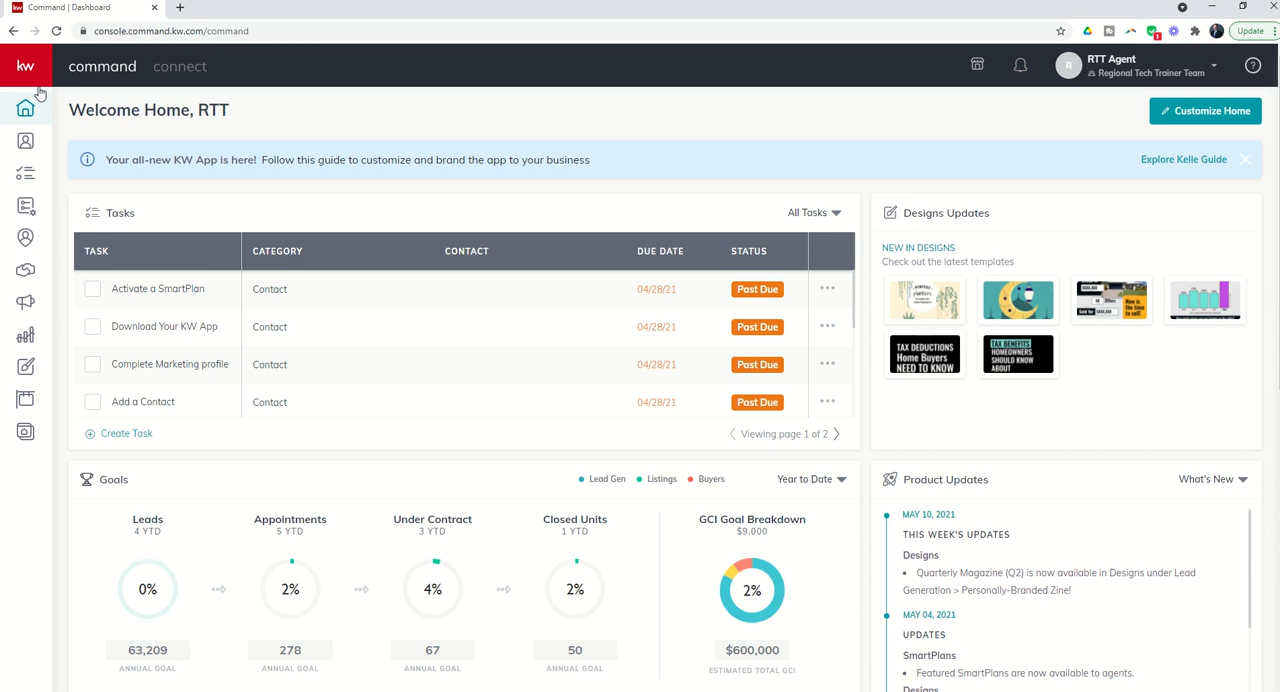 kw Command | Dashboard
console.command.kw.com/command
1
Update
kw
command
connect
R
RTT Agent
Regional Tech Trainer Team
?
Welcome Home, RTT
Customize Home
Your all-new KW App is here! Follow this guide to customize and brand the app to your business
Explore Kelle Guide
Tasks
All Tasks
TASK
CATEGORY
CONTACT
DUE DATE
STATUS
Activate a SmartPlan
Contact
04/28/21
Past Due
Download Your KW App
Contact
04/28/21
Past Due
Complete Marketing profile
Contact
04/28/21
Past Due
Add a Contact
Contact
04/28/21
Past Due
Create Task
Viewing page 1 of 2
Designs Updates
NEW IN DESIGNS
Check out the latest templates
Now is
the time
to sell!
TAX DEDUCTIONS
Home Buyers
NEED TO KNOW
TAX BENEFITS
HOMEOWNERS
SHOULD KNOW
ABOUT
Goals
Lead Gen
Listings
Buyers
Year to Date
Leads
4 YTD
0%
63,209
ANNUAL GOAL
Appointments
5 YTD
2%
278
ANNUAL GOAL
Under Contract
3 YTD
4%
67
ANNUAL GOAL
Closed Units
1 YTD
2%
50
ANNUAL GOAL
GCI Goal Breakdown
$9,000
2%
$600,000
ESTIMATED TOTAL GCI
Product Updates
What's New
MAY 10, 2021
THIS WEEK'S UPDATES
Designs
• Quarterly Magazine (Q2) is now available in Designs under Lead
Generation > Personally-Branded Zine!
MAY 04, 2021
UPDATES
SmartPlans
• Featured SmartPlans are now available to agents.
Designs